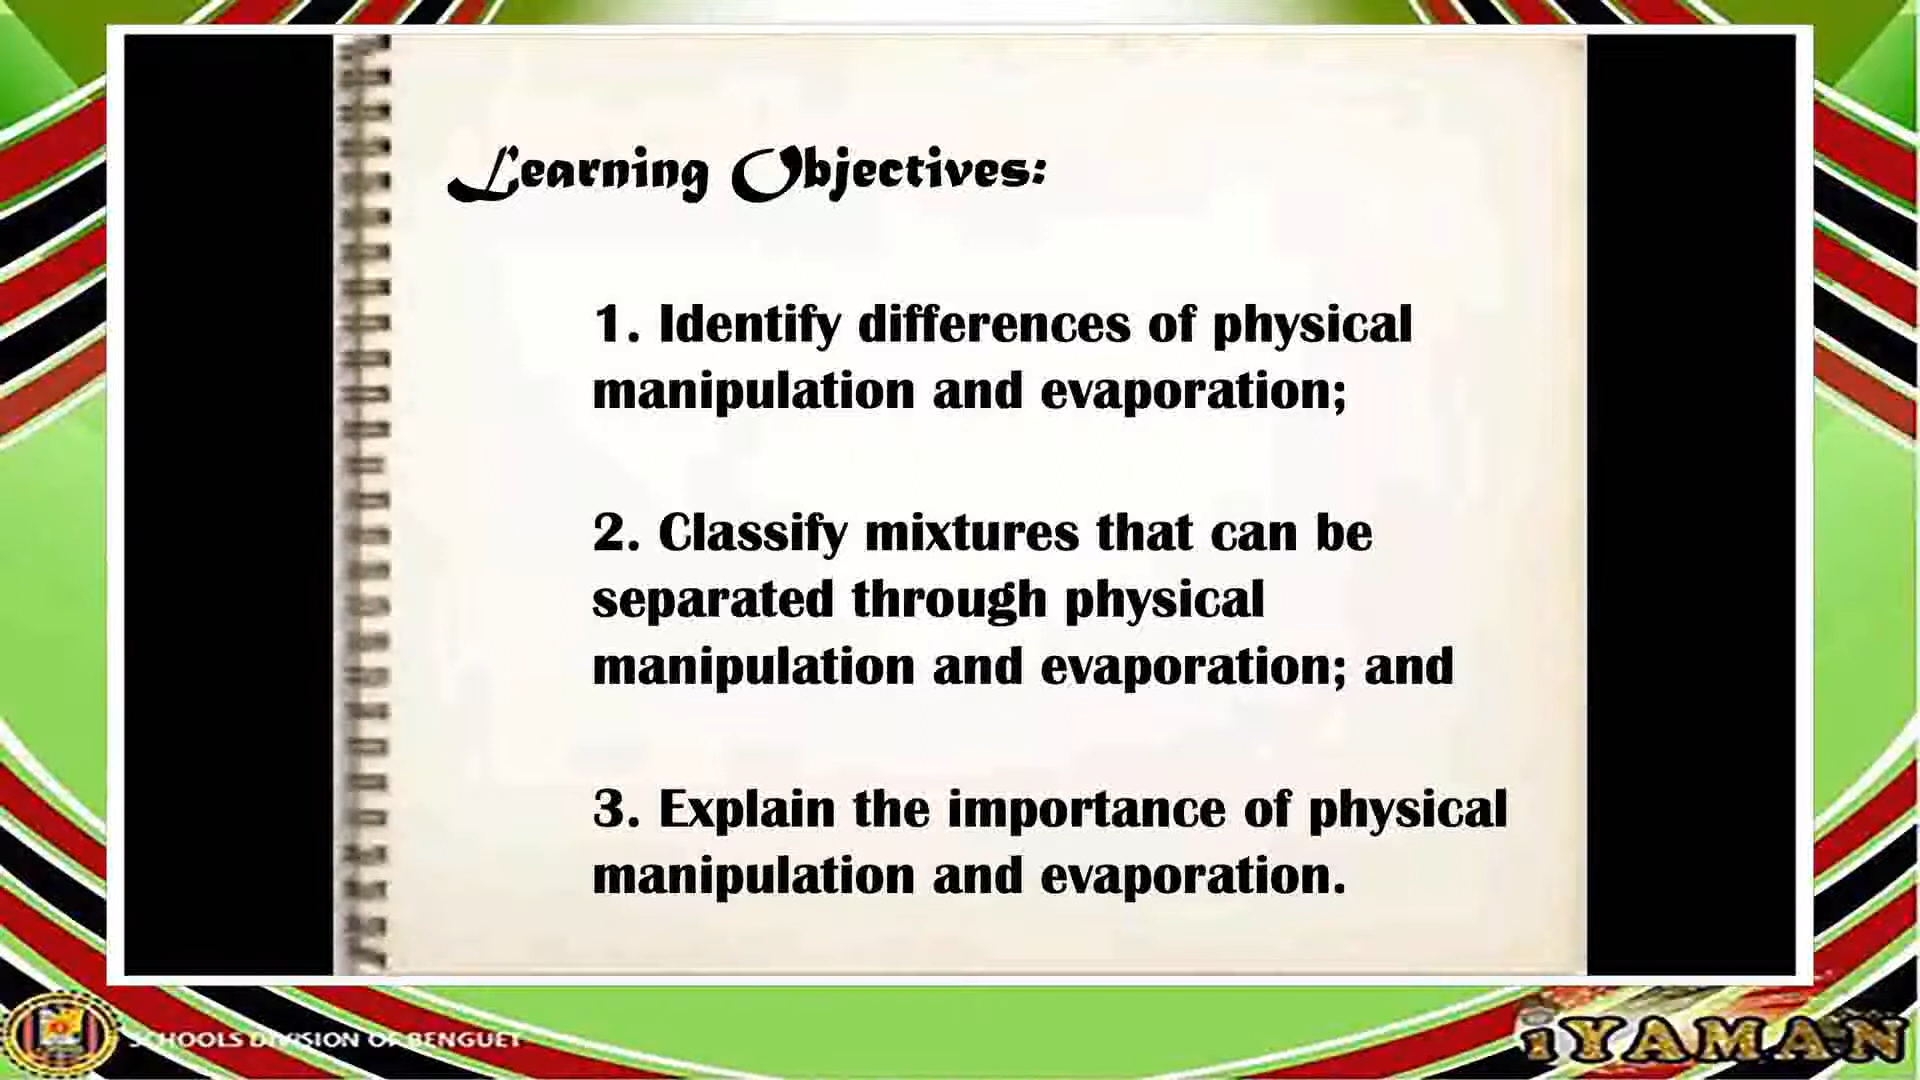 Learning Objectives:
1. Identify differences of physical
manipulation and evaporation;
2. Classify mixtures that can be
separated through physical
manipulation and evaporation; and
3. Explain the importance of physical
manipulation and evaporation.
SCHOOLS DIVISION OF BENGUET
iYAMAN